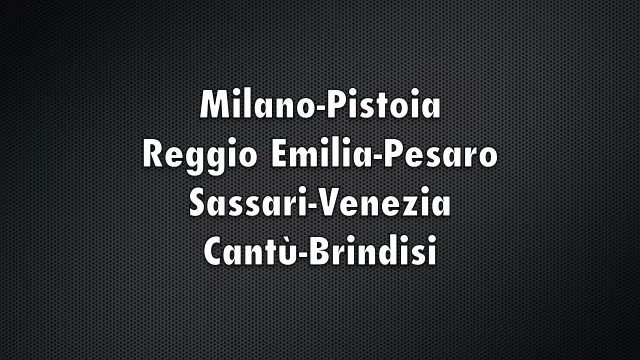 Milano-Pistoia
Reggio Emilia-Pesaro
Sassari-Venezia
Cantù-Brindisi